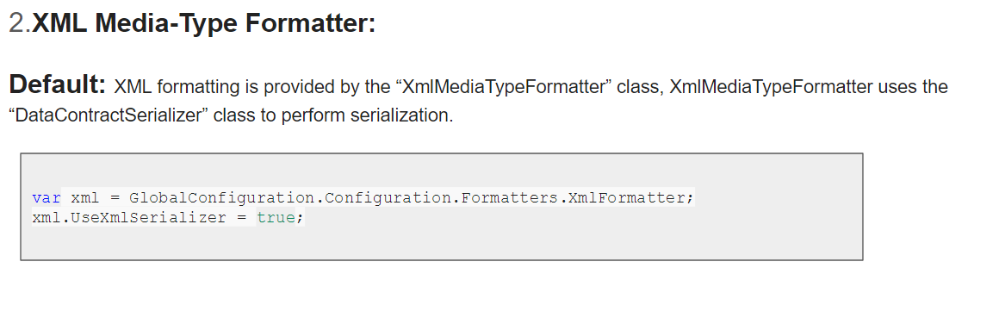 2.XML Media-Type Formatter:
Default: XML formatting is provided by the “XmlMediaTypeFormatter” class, XmlMediaTypeFormatter uses the
“DataContractSerializer” class to perform serialization.
var xml = GlobalConfiguration.Configuration.Formatters.XmlFormatter;
xml.UseXmlSerializer = true;